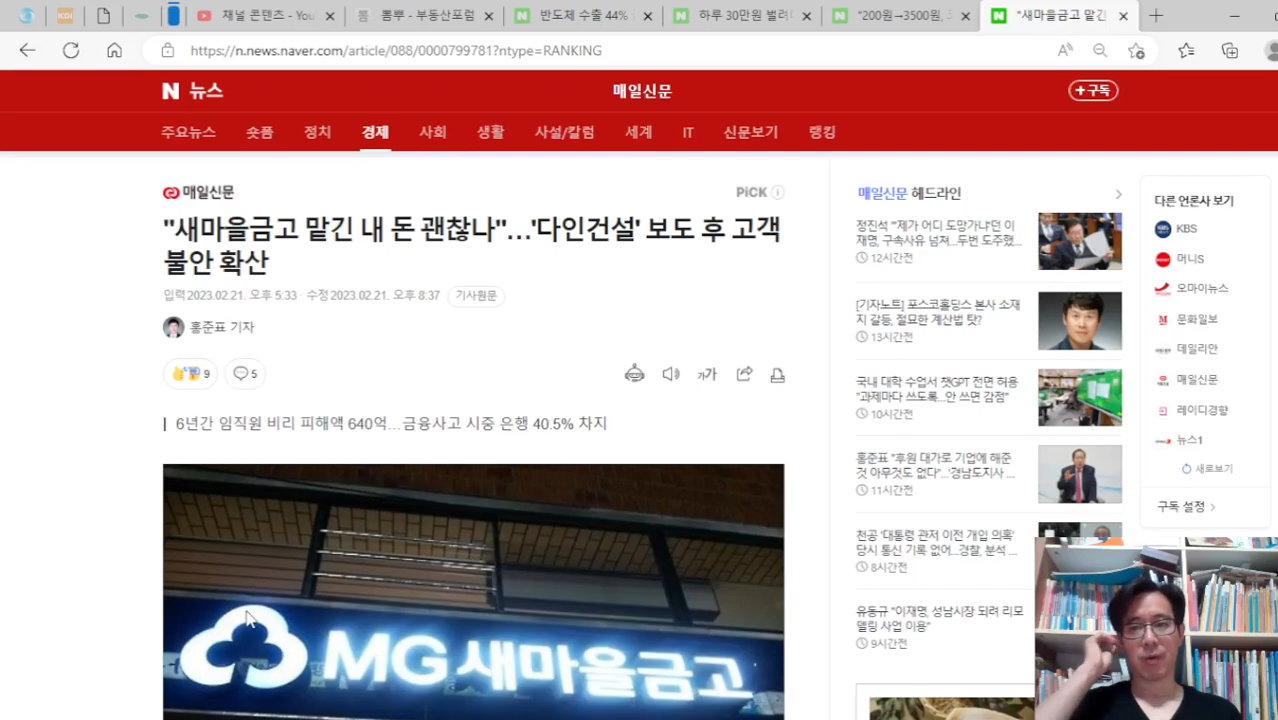 채널 콘텐츠 - You
뽐뿌 - 부동산포럼
반도체 수출 44%
하루 30만원 벌려
"200원→3500원,
"새마을금고 맡긴
https://n.news.naver.com/article/088/0000799781?ntype=RANKING
N 뉴스
매일신문
+구독
주요뉴스 숏폼 정치 경제 사회 생활 사설/칼럼 세계 IT 신문보기 랭킹
매일신문
PiCK
"새마을금고 맡긴 내 돈 괜찮나"…'다인건설' 보도 후 고객
불안 확산
입력2023.02.21. 오후 5:33 · 수정2023.02.21. 오후 8:37 기사원문
홍준표 기자
9 5
가가
6년간 임직원 비리 피해액 640억…금융사고 시중 은행 40.5% 차지
MG새마을금고
매일신문 헤드라인
정진석 "'제가 어디 도망가냐'던 이
재명, 구속사유 넘쳐…두번 도주했…
12시간전
[기자노트] 포스코홀딩스 본사 소재
지 갈등, 절묘한 계산법 탓?
13시간전
국내 대학 수업서 챗GPT 전면 허용
"과제마다 쓰도록…안 쓰면 감점"
10시간전
홍준표 "후원 대가로 기업에 해준
것 아무것도 없다"…'경남도지사 …
11시간전
천공 '대통령 관저 이전 개입 의혹'
당시 통신 기록 없어…경찰, 분석 …
8시간전
유동규 "이재명, 성남시장 되려 리모
델링 사업 이용"
9시간전
다른 언론사 보기
KBS
머니S
오마이뉴스
문화일보
데일리안
매일신문
레이디경향
뉴스1
새로보기
구독 설정